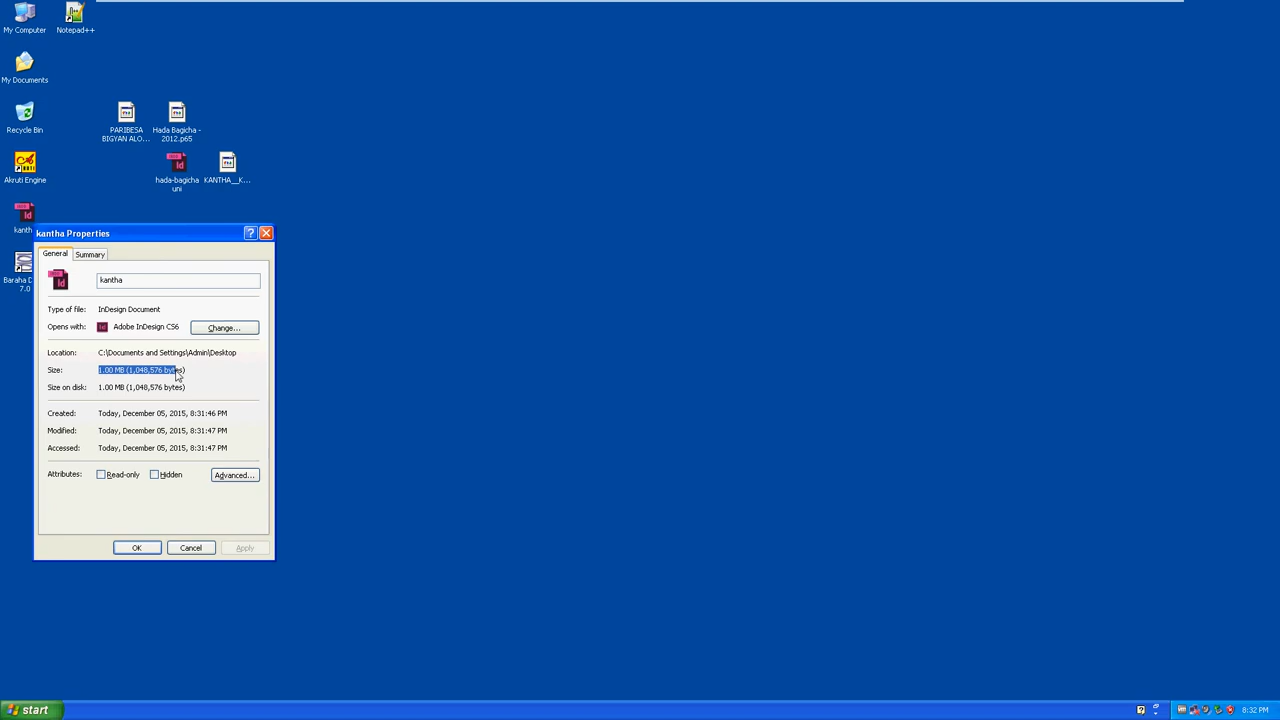 My Computer
Notepad++
My Documents
Recycle Bin
PARIBESA BIGYAN ALO...
Hada Bagicha - 2012.p65
Akruti Engine
hada-bagicha uni
KANTHA__K...
kanth
Baraha D
7.0
kantha Properties
General
Summary
kantha
Type of file: InDesign Document
Opens with: Adobe InDesign CS6 Change...
Location: C:\Documents and Settings\Admin\Desktop
Size: 1.00 MB (1,048,576 bytes)
Size on disk: 1.00 MB (1,048,576 bytes)
Created: Today, December 05, 2015, 8:31:46 PM
Modified: Today, December 05, 2015, 8:31:47 PM
Accessed: Today, December 05, 2015, 8:31:47 PM
Attributes: Read-only Hidden Advanced...
OK Cancel Apply
start
8:32 PM